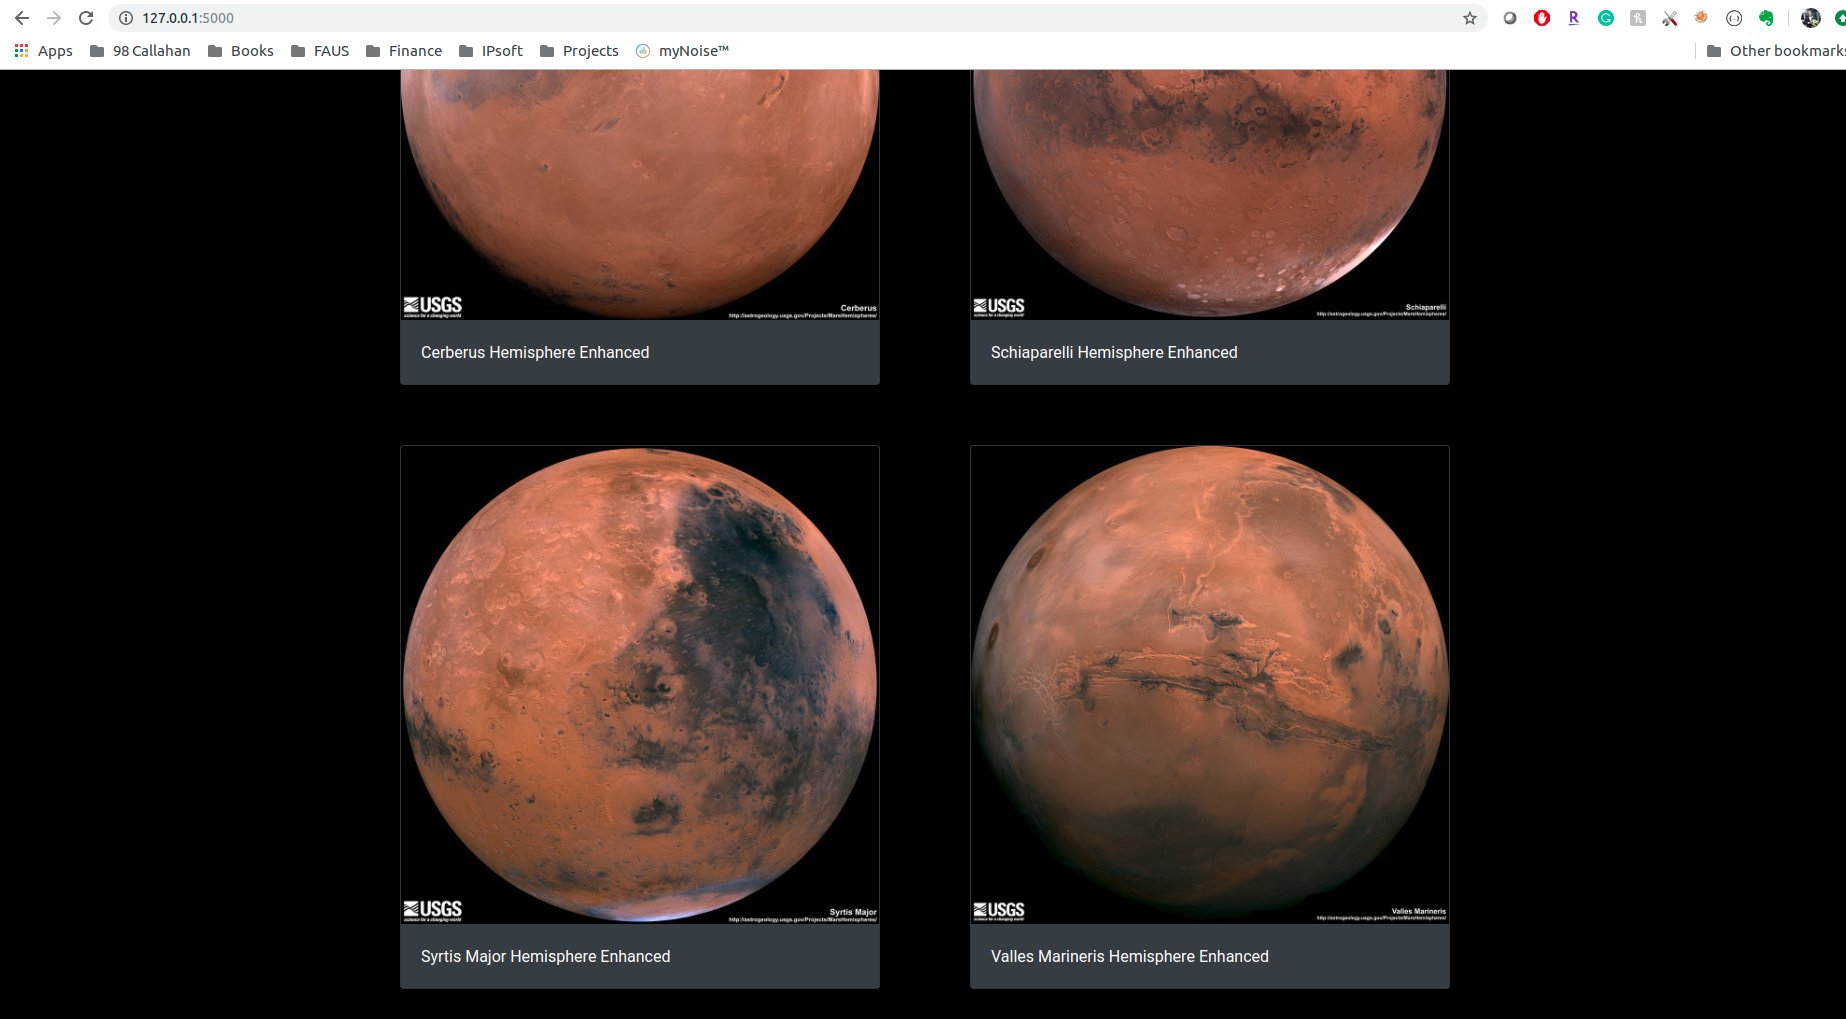 127.0.0.1:5000
Apps 98 Callahan Books FAUS Finance IPsoft Projects myNoise™ Other bookmarks
USGS
science for a changing world
Cerberus
http://astrogeology.usgs.gov/Projects/MarsHemispheres/
USGS
science for a changing world
Schiaparelli
http://astrogeology.usgs.gov/Projects/MarsHemispheres/
Cerberus Hemisphere Enhanced
Schiaparelli Hemisphere Enhanced
USGS
science for a changing world
Syrtis Major
http://astrogeology.usgs.gov/Projects/MarsHemispheres/
USGS
science for a changing world
Valles Marineris
http://astrogeology.usgs.gov/Projects/MarsHemispheres/
Syrtis Major Hemisphere Enhanced
Valles Marineris Hemisphere Enhanced